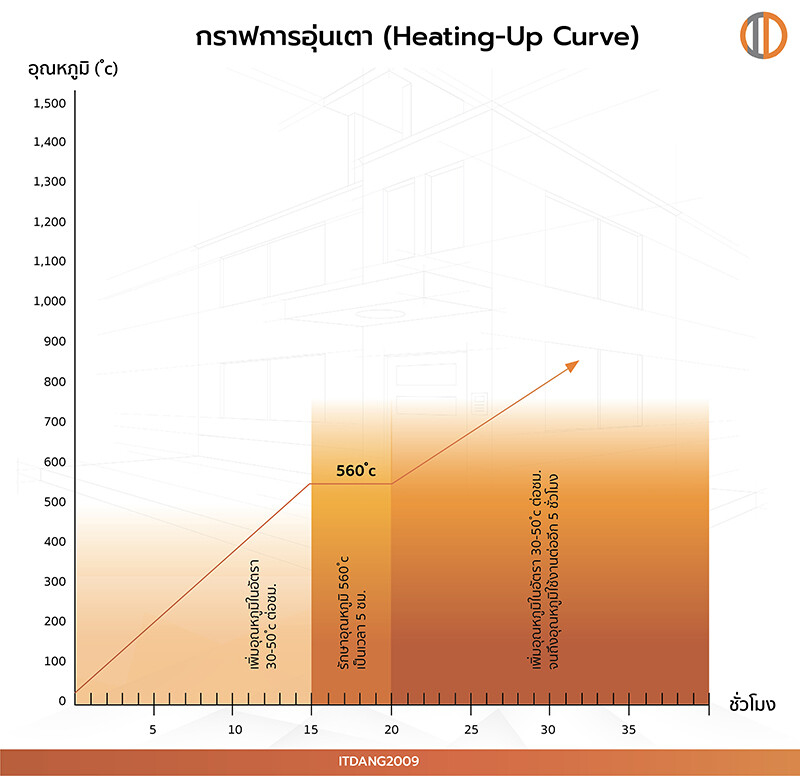 กราฟการอุ่นเตา (Heating-Up Curve)
อุณหภูมิ (°c)
1,500
1,400
1,300
1,200
1,100
1,000
900
800
700
600
500
400
300
200
100
0
560°c
เพิ่มอุณหภูมิในอัตรา
30-50°c ต่อชม.
รักษาอุณหภูมิ 560°c
เป็นเวลา 5 ชม.
เพิ่มอุณหภูมิในอัตรา 30-50°c ต่อชม.
จนถึงอุณหภูมิใช้งานต่ออีก 5 ชั่วโมง
5 10 15 20 25 30 35
ชั่วโมง
ITDANG2009